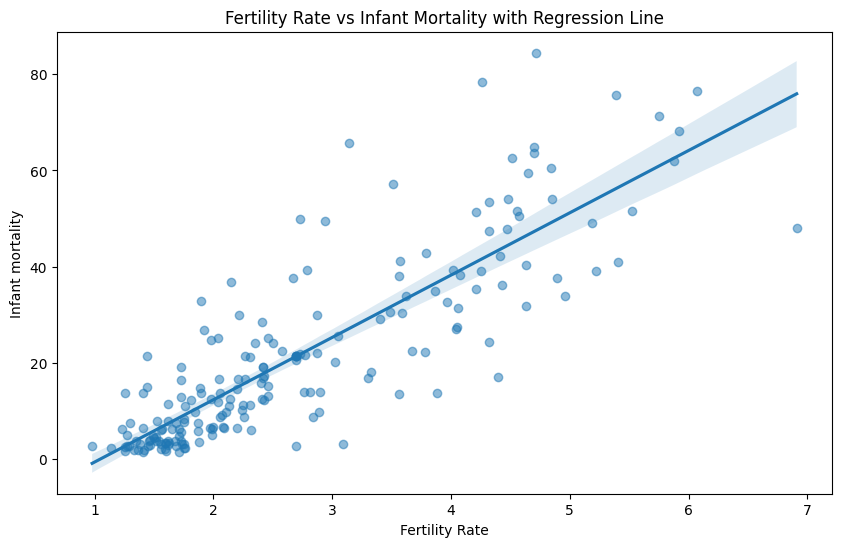 Fertility Rate vs Infant Mortality with Regression Line
Infant mortality
80
60
40
20
0
1 2 3 4 5 6 7
Fertility Rate